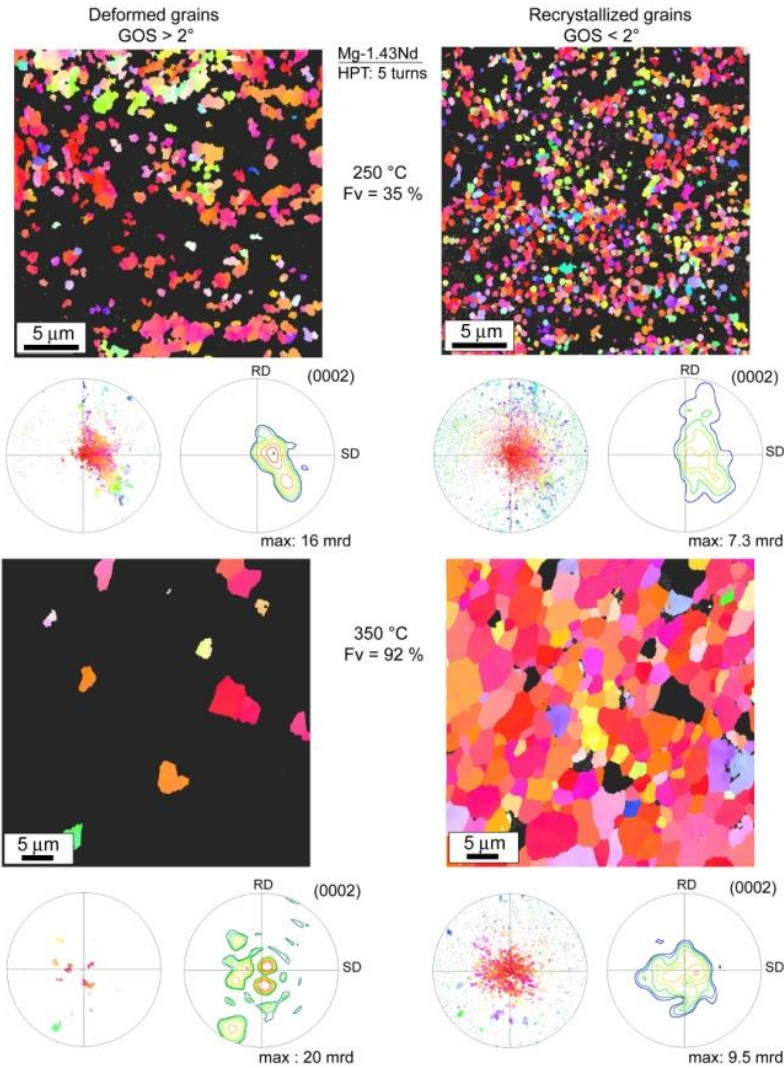 Deformed grains
GOS > 2°
Recrystallized grains
GOS < 2°
Mg-1.43Nd
HPT: 5 turns
250 °C
Fv = 35 %
5 µm
5 µm
RD
(0002)
SD
max: 16 mrd
RD
(0002)
SD
max: 7.3 mrd
350 °C
Fv = 92 %
5 µm
5 µm
RD
(0002)
SD
max : 20 mrd
RD
(0002)
SD
max: 9.5 mrd